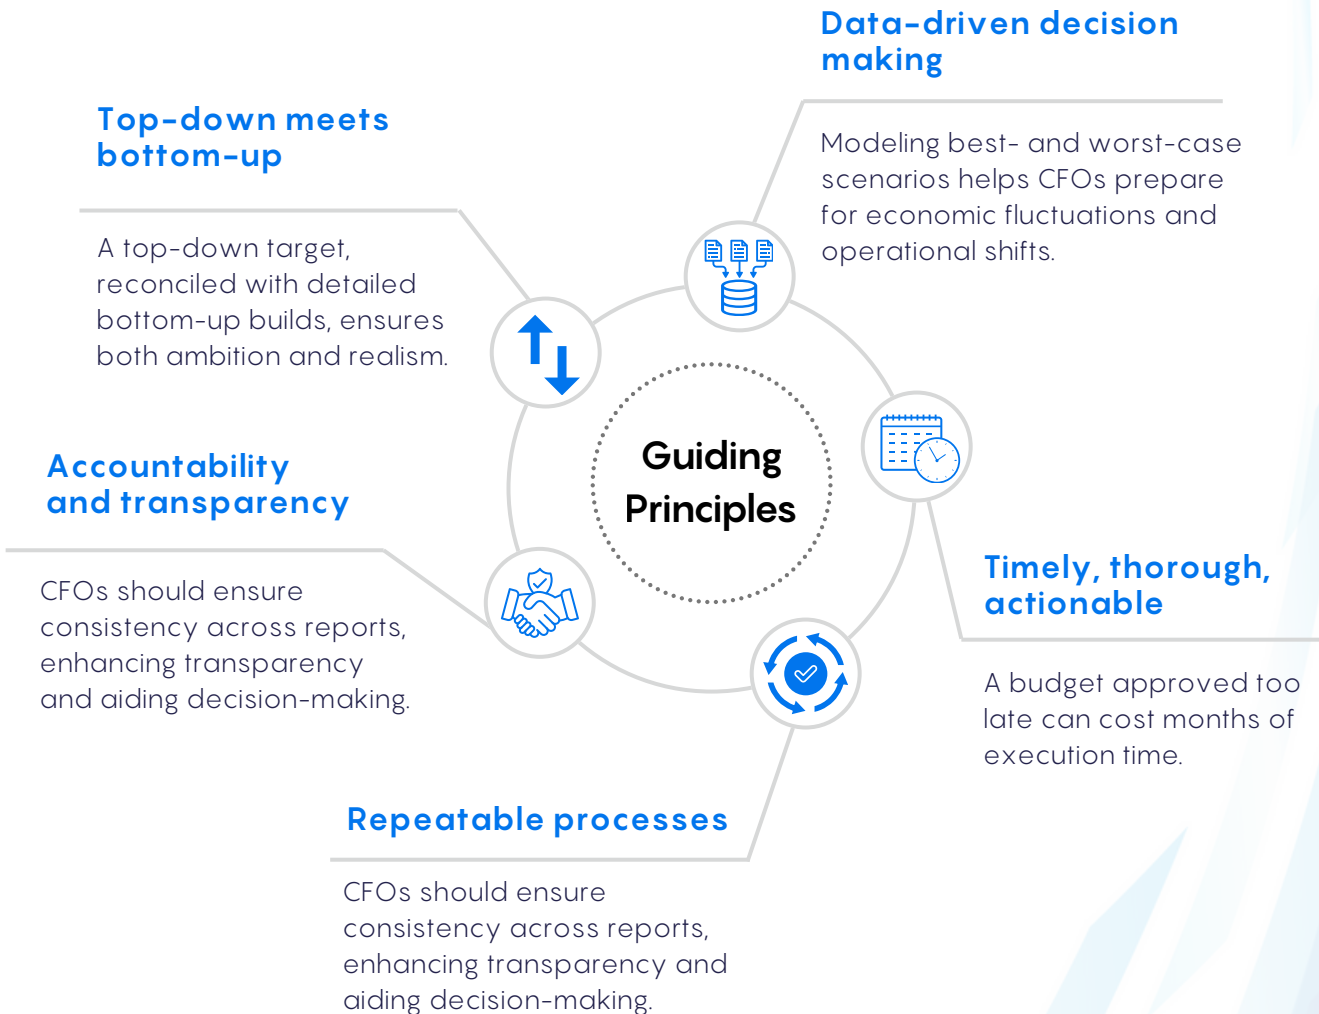 Data-driven decision
making
Modeling best- and worst-case
scenarios helps CFOs prepare
for economic fluctuations and
operational shifts.
Top-down meets
bottom-up
A top-down target,
reconciled with detailed
bottom-up builds, ensures
both ambition and realism.
Guiding
Principles
Accountability
and transparency
CFOs should ensure
consistency across reports,
enhancing transparency
and aiding decision-making.
Timely, thorough,
actionable
A budget approved too
late can cost months of
execution time.
Repeatable processes
CFOs should ensure
consistency across reports,
enhancing transparency and
aiding decision-making.